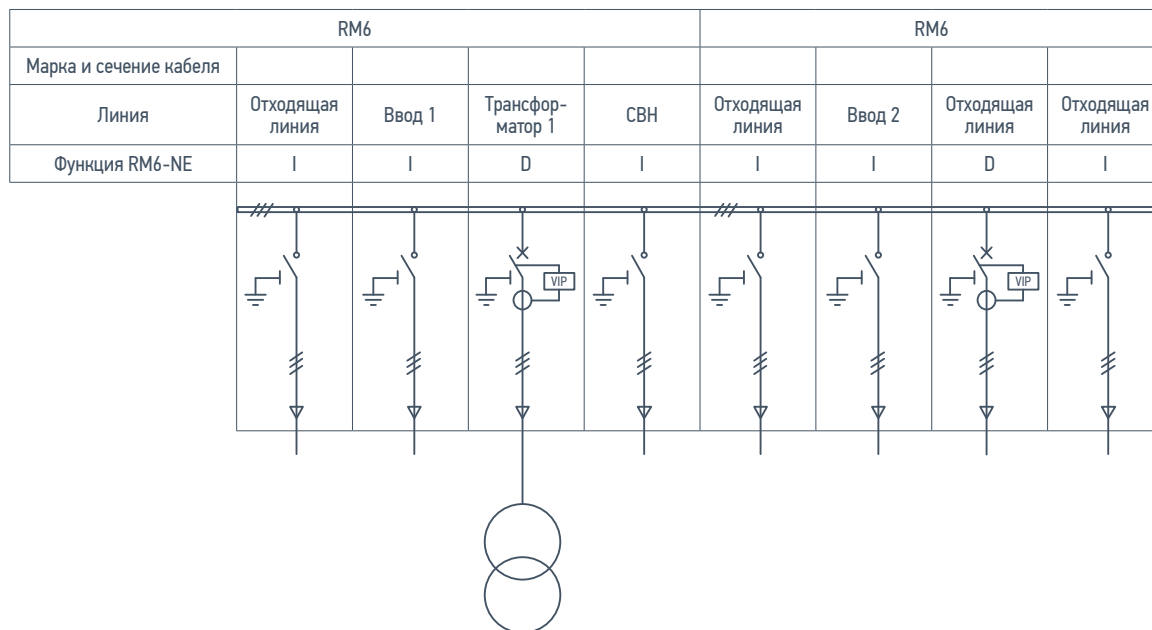 RM6 RM6
Марка и сечение кабеля
Линия Отходящая линия Ввод 1 Трансфор-матор 1 СВН Отходящая линия Ввод 2 Отходящая линия Отходящая линия
Функция RM6-NE I I D I I I D I
VIP VIP